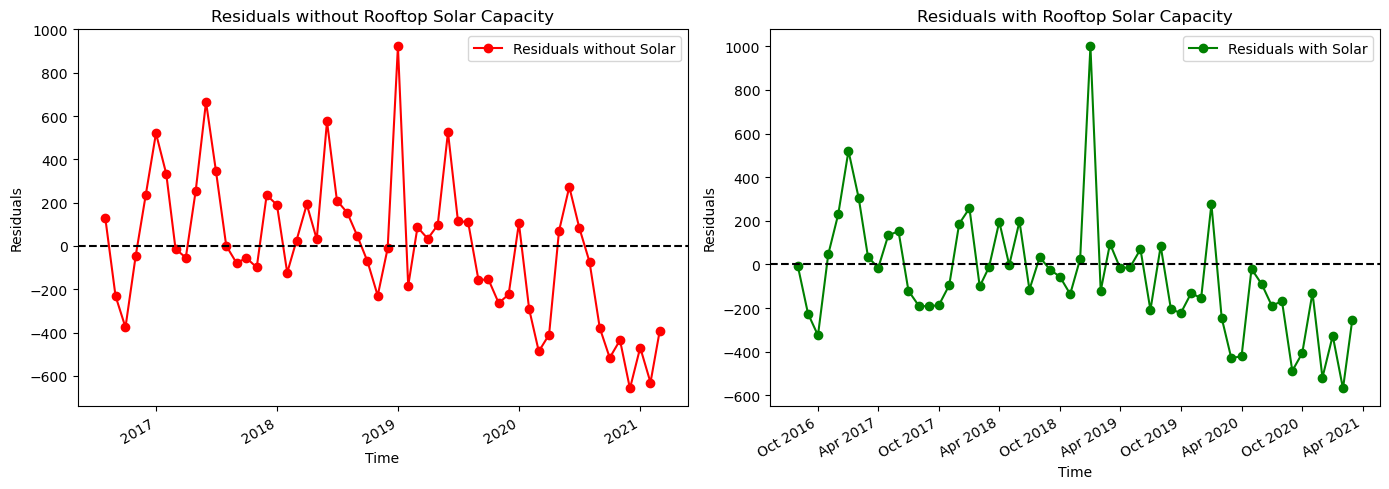 Residuals without Rooftop Solar Capacity
Residuals without Solar
1000
800
600
400
200
0
−200
−400
−600
Residuals
2017
2018
2019
2020
2021
Time
Residuals with Rooftop Solar Capacity
Residuals with Solar
1000
800
600
400
200
0
−200
−400
−600
Residuals
Oct 2016
Apr 2017
Oct 2017
Apr 2018
Oct 2018
Apr 2019
Oct 2019
Apr 2020
Oct 2020
Apr 2021
Time